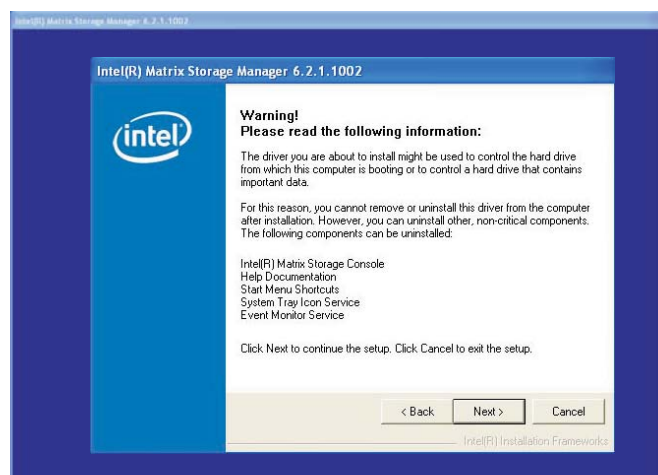 Intel(R) Matrix Storage Manager 6.2.1.1002
Intel(R) Matrix Storage Manager 6.2.1.1002
intel
Warning!
Please read the following information:
The driver you are about to install might be used to control the hard drive
from which this computer is booting or to control a hard drive that contains
important data.
For this reason, you cannot remove or uninstall this driver from the computer
after installation. However, you can uninstall other, non-critical components.
The following components can be uninstalled:
Intel(R) Matrix Storage Console
Help Documentation
Start Menu Shortcuts
System Tray Icon Service
Event Monitor Service
Click Next to continue the setup. Click Cancel to exit the setup.
< Back Next > Cancel
Intel(R) Installation Frameworks